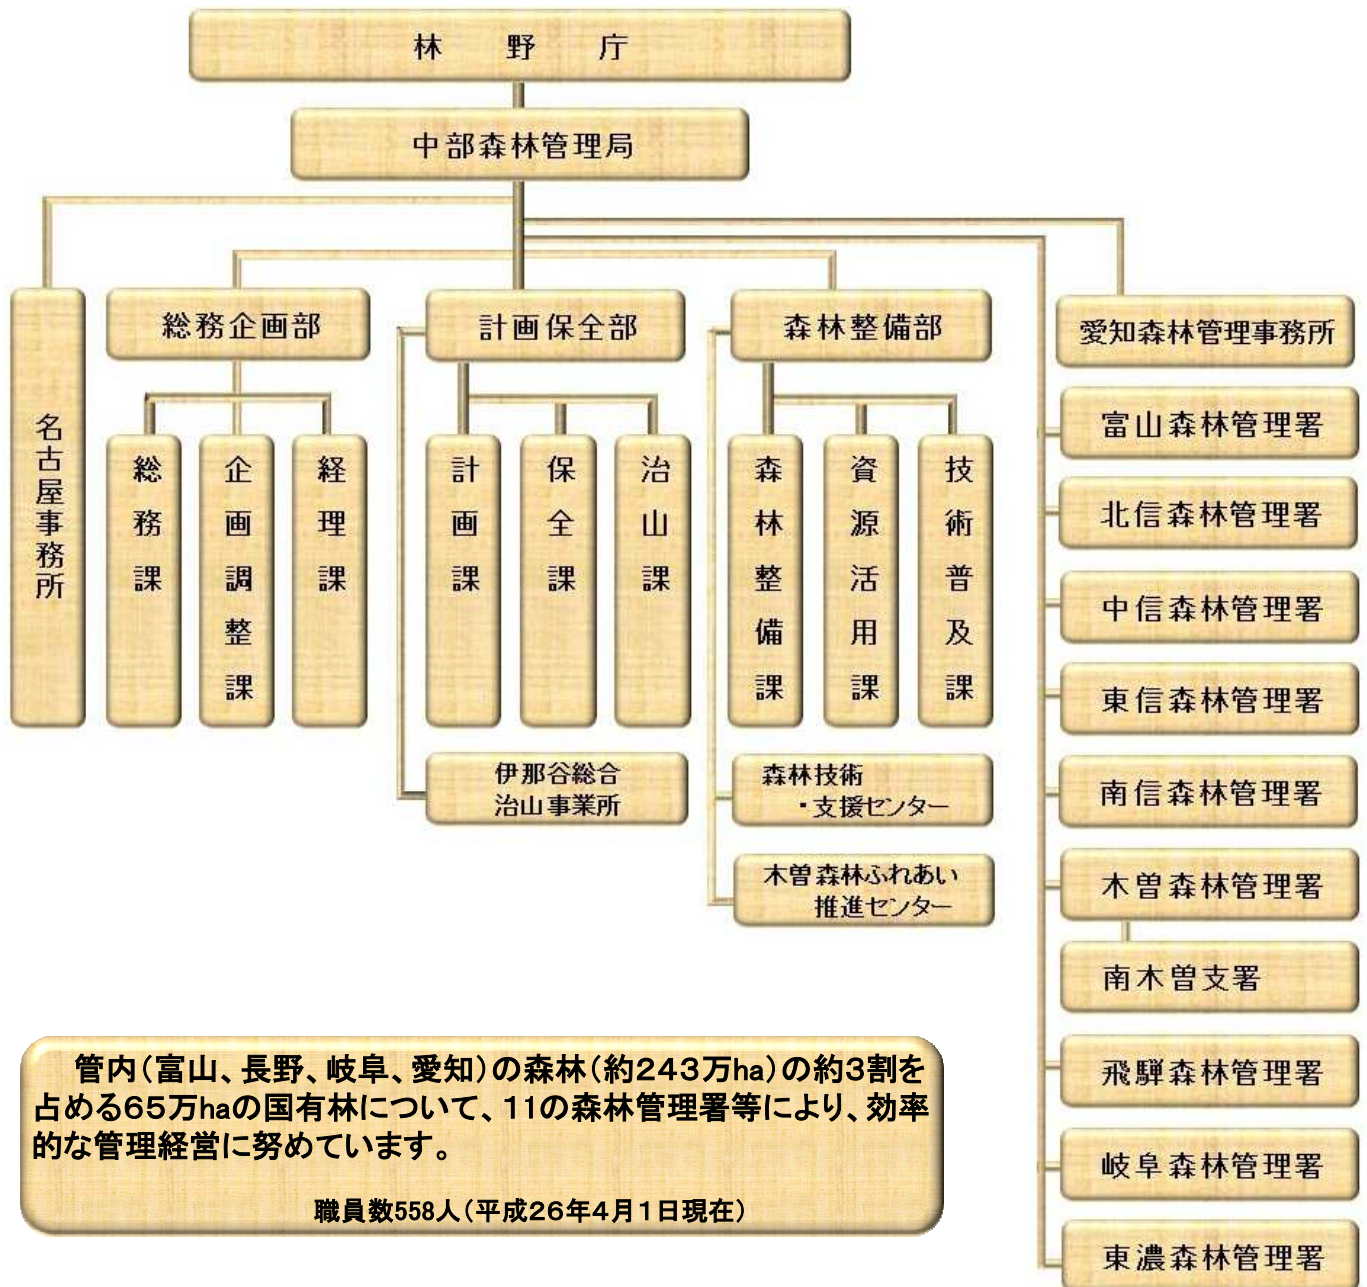 林野庁
中部森林管理局
名古屋事務所
総務企画部
総務課
企画調整課
経理課
計画保全部
計画課
保全課
治山課
伊那谷総合
治山事業所
森林整備部
森林整備課
資源活用課
技術普及課
森林技術
・支援センター
木曽森林ふれあい
推進センター
愛知森林管理事務所
富山森林管理署
北信森林管理署
中信森林管理署
東信森林管理署
南信森林管理署
木曽森林管理署
南木曽支署
飛騨森林管理署
岐阜森林管理署
東濃森林管理署
管内(富山、長野、岐阜、愛知)の森林(約243万ha)の約3割を
占める65万haの国有林について、11の森林管理署等により、効率
的な管理経営に努めています。
職員数558人(平成26年4月1日現在)